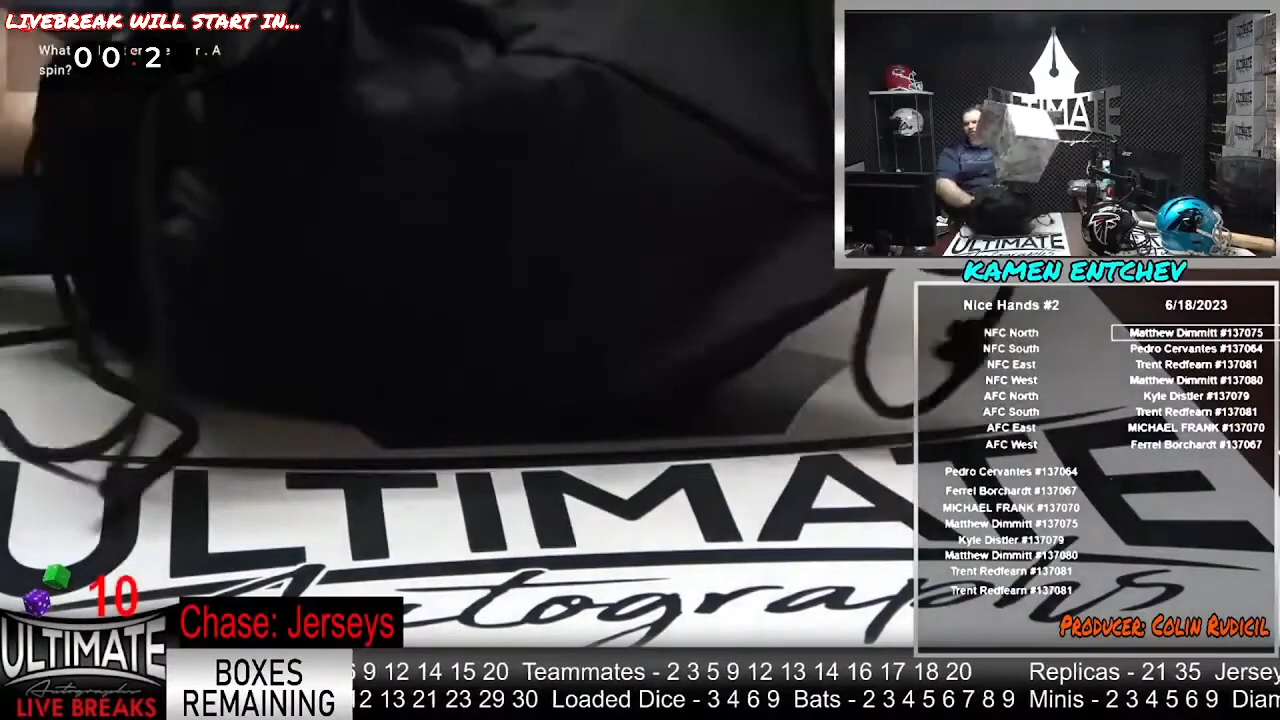 LIVEBREAK WILL START IN...
What
spin?
00:2
ULTIMATE
ULTIMATE
KAMEN ENTCHEV
Nice Hands #2 6/18/2023
NFC North Matthew Dimmitt #137075
NFC South Pedro Cervantes #137064
NFC East Trent Redfearn #137081
NFC West Matthew Dimmitt #137080
AFC North Kyle Distler #137079
AFC South Trent Redfearn #137081
AFC East MICHAEL FRANK #137070
AFC West Ferrel Borchardt #137067
Pedro Cervantes #137064
Ferrel Borchardt #137067
MICHAEL FRANK #137070
Matthew Dimmitt #137075
Kyle Distler #137079
Matthew Dimmitt #137080
Trent Redfearn #137081
Trent Redfearn #137081
PRODUCER: COLIN RUDICIL
ULTIMATE
Autographs
10
Chase: Jerseys
ULTIMATE
Autographs
LIVE BREAKS
BOXES
REMAINING
9 12 14 15 20 Teammates - 2 3 5 9 12 13 14 16 17 18 20 Replicas - 21 35 Jersey
12 13 21 23 29 30 Loaded Dice - 3 4 6 9 Bats - 2 3 4 5 6 7 8 9 Minis - 2 3 4 5 6 9